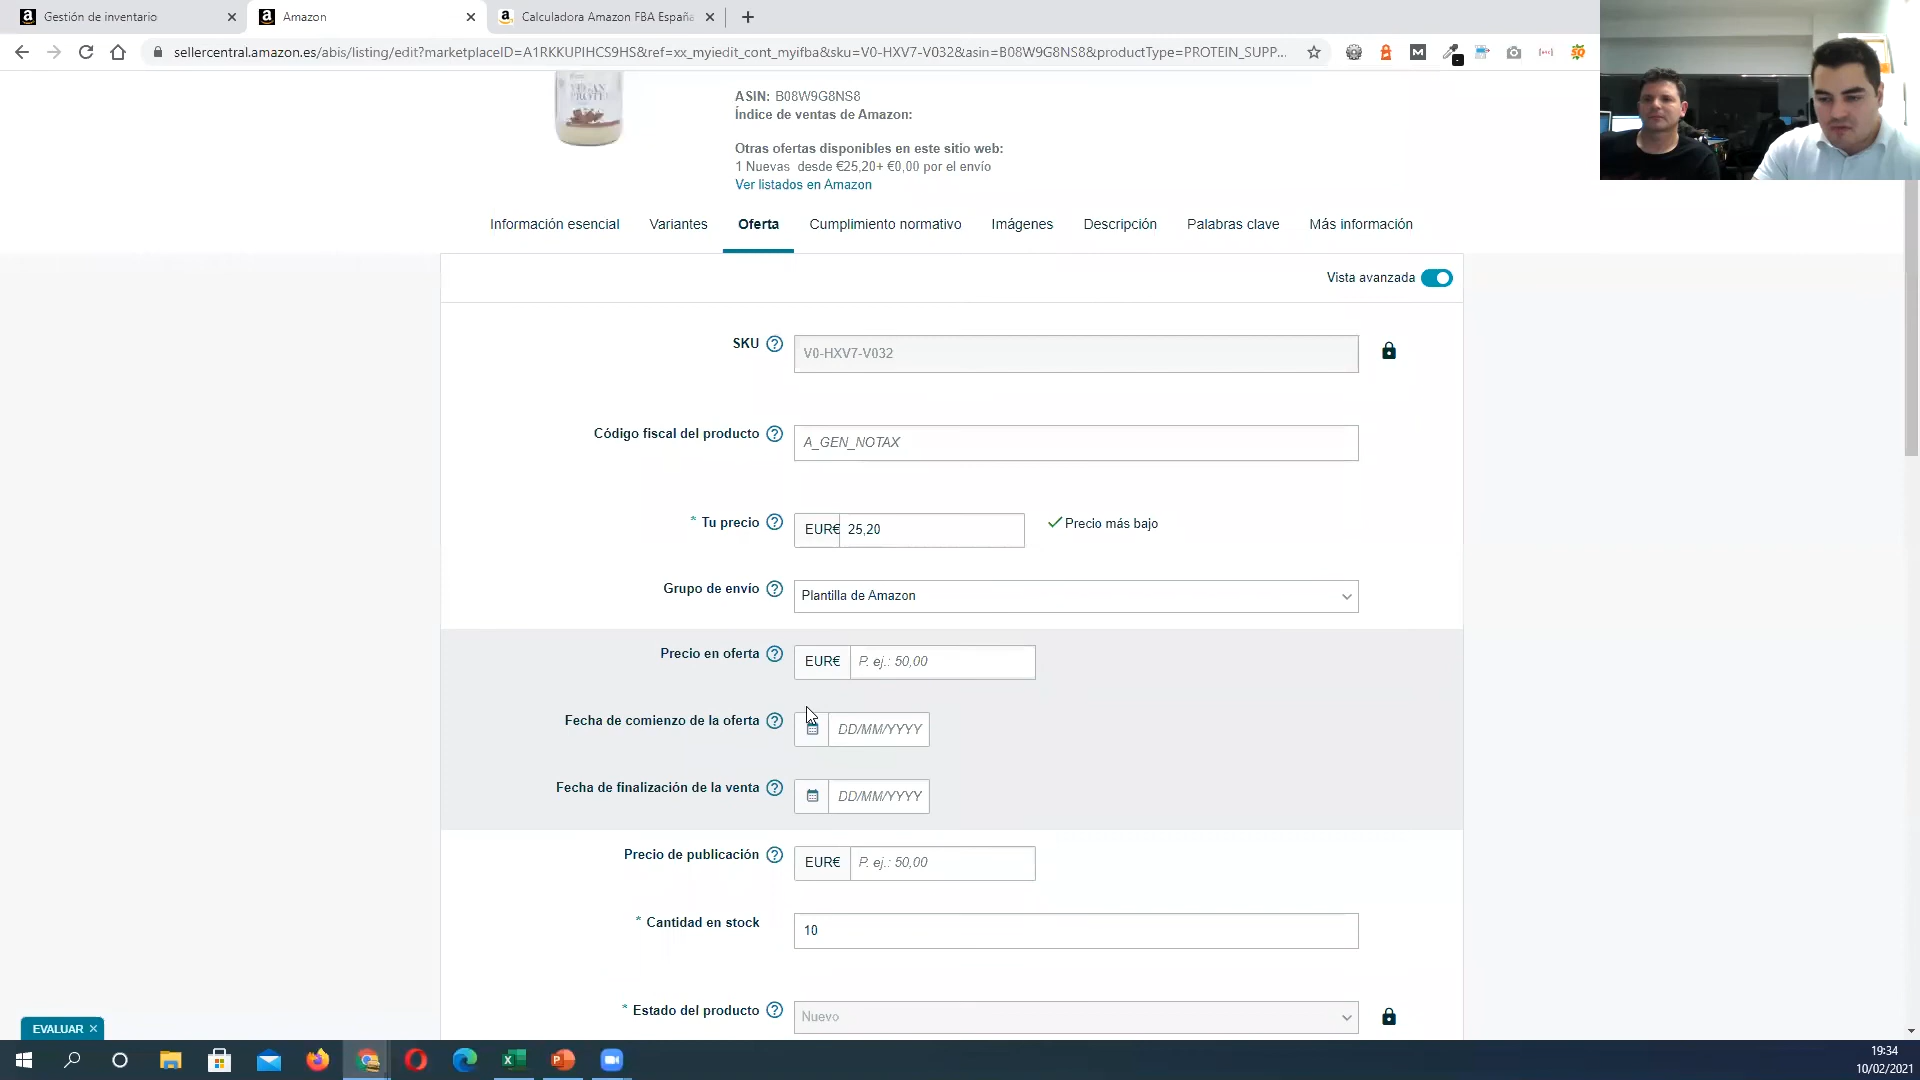 Gestión de inventario
Amazon
Calculadora Amazon FBA España
sellercentral.amazon.es/abis/listing/edit?marketplaceID=A1RKKUPIHCS9HS&ref=xx_myiedit_cont_myifba&sku=V0-HXV7-V032&asin=B08W9G8NS8&productType=PROTEIN_SUPP...
VEGAN
PROTEIN
ASIN: B08W9G8NS8
Índice de ventas de Amazon:
Otras ofertas disponibles en este sitio web:
1 Nuevas desde €25,20+ €0,00 por el envío
Ver listados en Amazon
Información esencial
Variantes
Oferta
Cumplimiento normativo
Imágenes
Descripción
Palabras clave
Más información
Vista avanzada
SKU ? V0-HXV7-V032
Código fiscal del producto ? A_GEN_NOTAX
* Tu precio ? EUR€ 25,20 Precio más bajo
Grupo de envío ? Plantilla de Amazon
Precio en oferta ? EUR€ P. ej.: 50,00
Fecha de comienzo de la oferta ? DD/MM/YYYY
Fecha de finalización de la venta ? DD/MM/YYYY
Precio de publicación ? EUR€ P. ej.: 50,00
* Cantidad en stock 10
* Estado del producto ? Nuevo
EVALUAR ×
19:34
10/02/2021